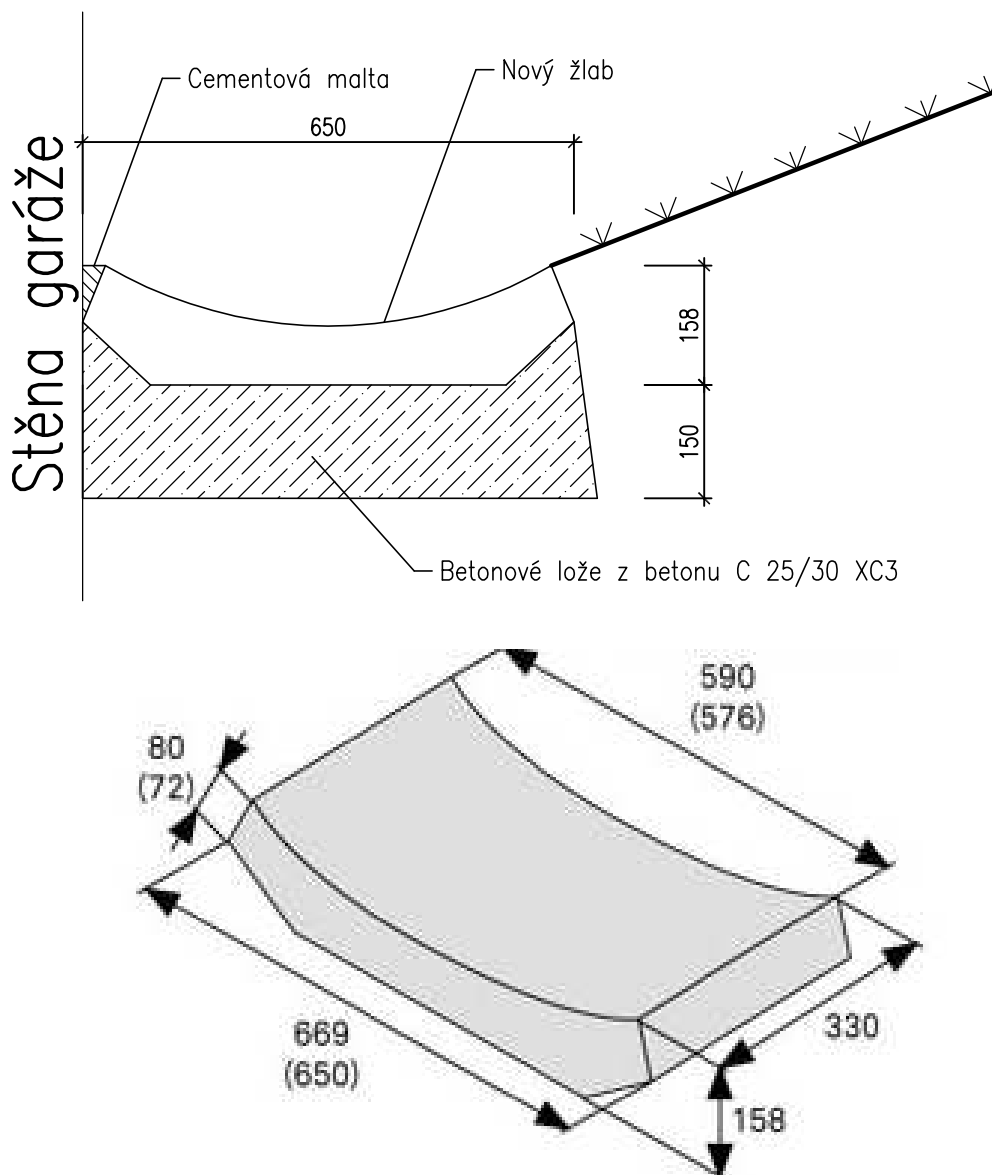 Cementová malta
Nový žlab
650
Stěna garáže
158
150
Betonové lože z betonu C 25/30 XC3
590
(576)
80
(72)
669
(650)
330
158